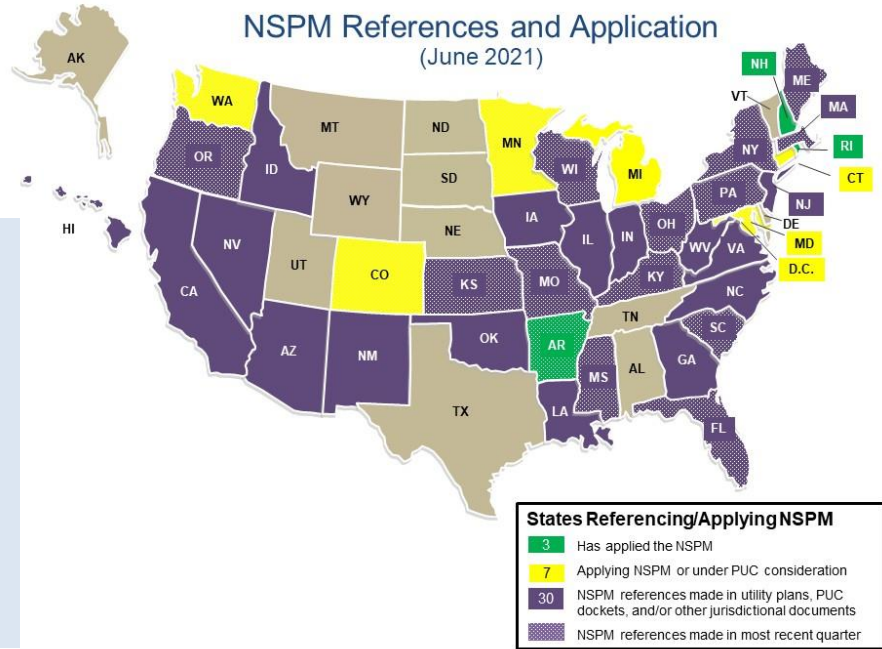 NSPM References and Application
(June 2021)
AK
WA
OR
ID
MT
WY
ND
SD
NE
MN
WI
MI
NY
VT
NH
ME
MA
RI
CT
NJ
PA
DE
MD
D.C.
HI
CA
NV
UT
CO
KS
IA
MO
IL
IN
OH
KY
WV
VA
NC
SC
TN
AZ
NM
OK
AR
TX
LA
MS
AL
GA
FL
States Referencing/Applying NSPM
3 Has applied the NSPM
7 Applying NSPM or under PUC consideration
30 NSPM references made in utility plans, PUC
dockets, and/or other jurisdictional documents
NSPM references made in most recent quarter